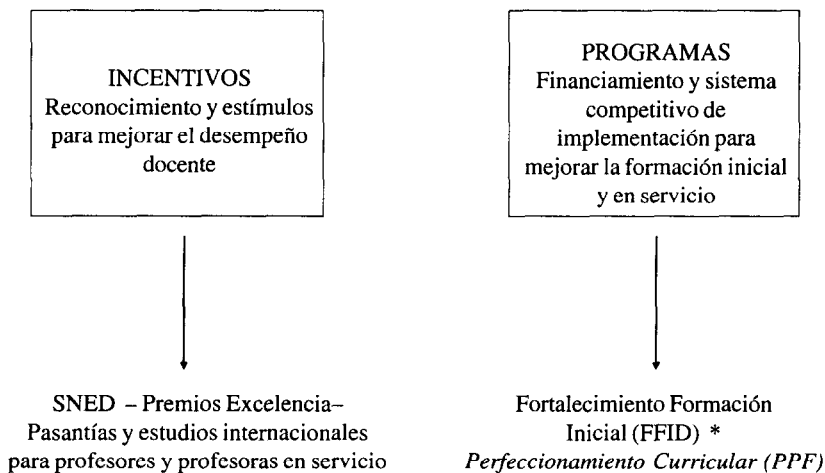 INCENTIVOS
Reconocimiento y estímulos
para mejorar el desempeño
docente
PROGRAMAS
Financiamiento y sistema
competitivo de
implementación para
mejorar la formación inicial
y en servicio
SNED – Premios Excelencia–
Pasantías y estudios internacionales
para profesores y profesoras en servicio
Fortalecimiento Formación
Inicial (FFID) *
Perfeccionamiento Curricular (PPF)